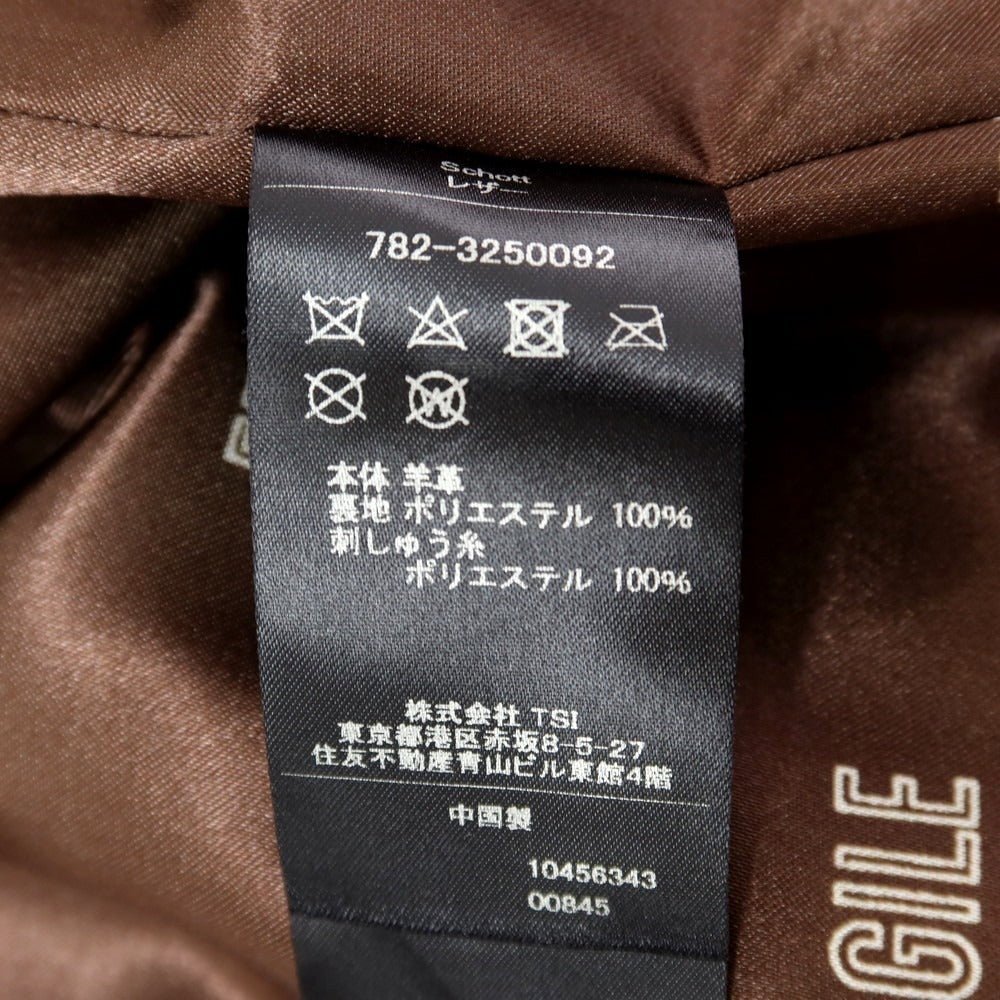 Schott
レザー
782-3250092
W
本体 羊革
裏地 ポリエステル 100%
刺しゅう糸
ポリエステル 100%
株式会社 TSI
東京都港区赤坂8-5-27
住友不動産青山ビル東館4階
中国製
10456343
00845
GILE